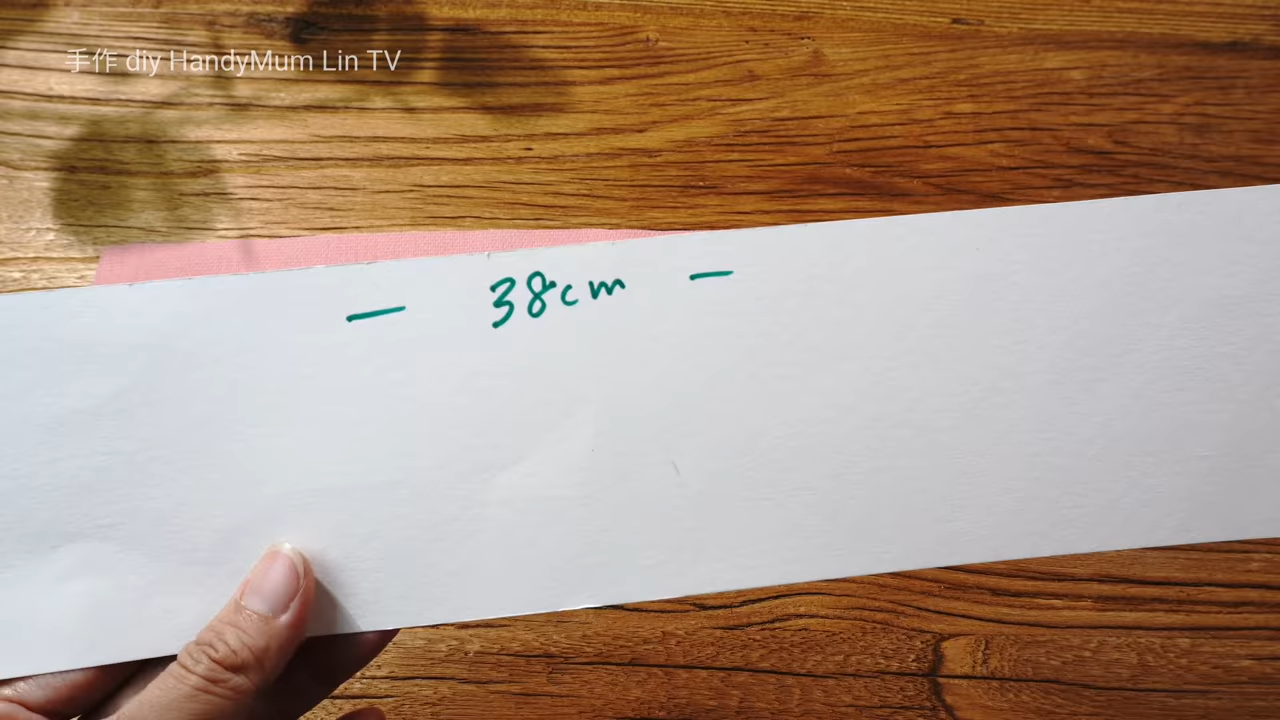 手作 diy HandyMum Lin TV
— 38cm —